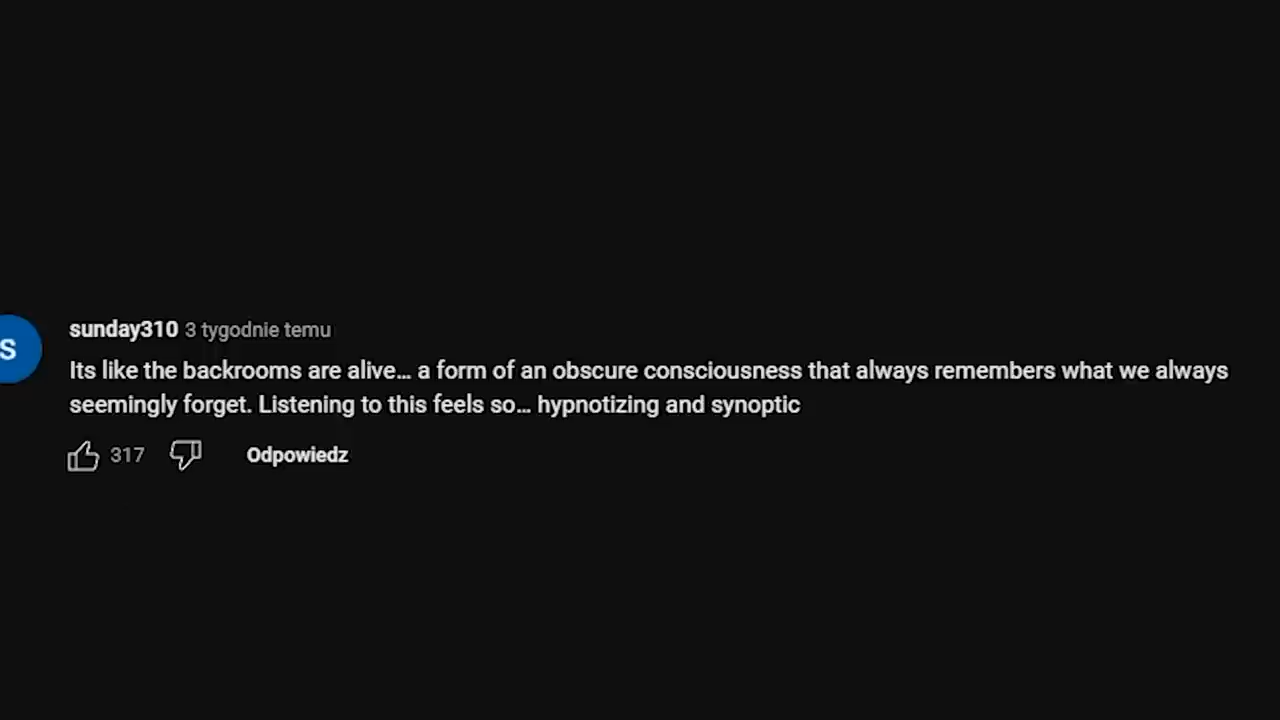 S
sunday310 3 tygodnie temu
Its like the backrooms are alive... a form of an obscure consciousness that always remembers what we always
seemingly forget. Listening to this feels so... hypnotizing and synoptic
317 Odpowiedz